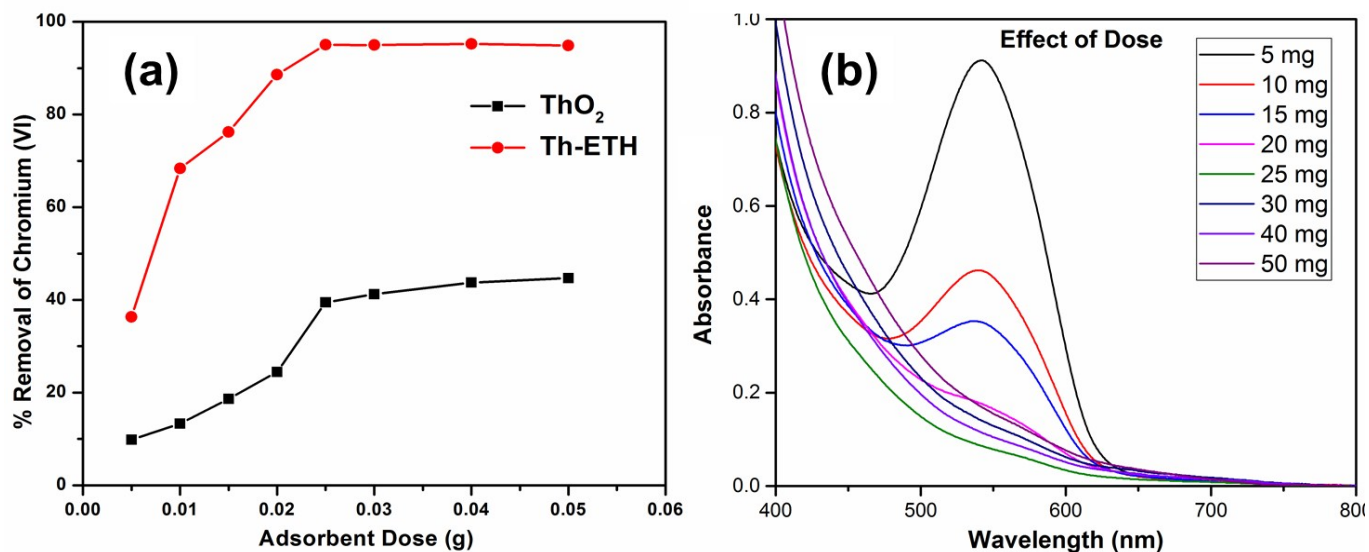 (a)
% Removal of Chromium (VI)
100
80
60
40
20
0
ThO2
Th-ETH
0.00 0.01 0.02 0.03 0.04 0.05 0.06
Adsorbent Dose (g)
(b)
Effect of Dose
Absorbance
1.0
0.8
0.6
0.4
0.2
0.0
5 mg
10 mg
15 mg
20 mg
25 mg
30 mg
40 mg
50 mg
400 500 600 700 800
Wavelength (nm)